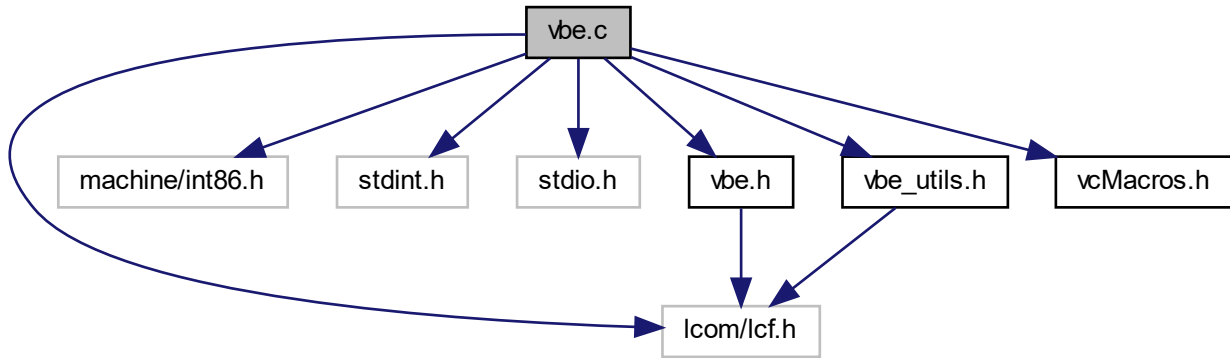 vbe.c
machine/int86.h
stdint.h
stdio.h
vbe.h
vbe_utils.h
vcMacros.h
lcom/lcf.h